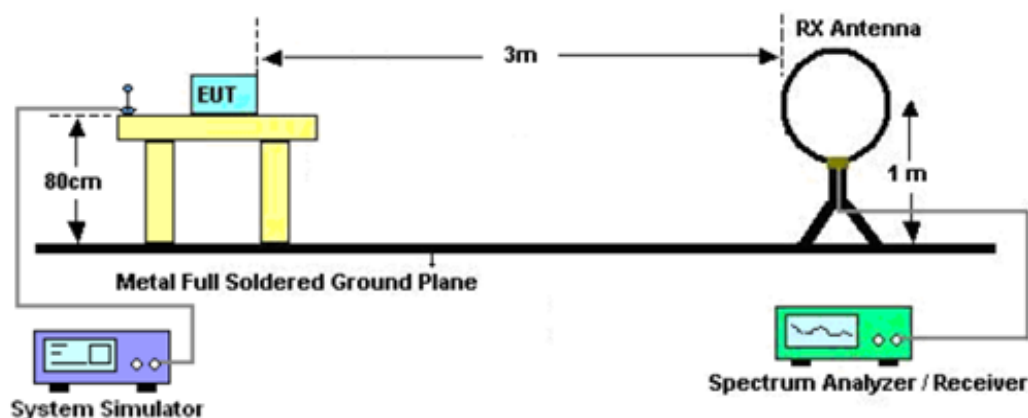 RX Antenna
3m
EUT
80cm
1 m
Metal Full Soldered Ground Plane
System Simulator
Spectrum Analyzer / Receiver